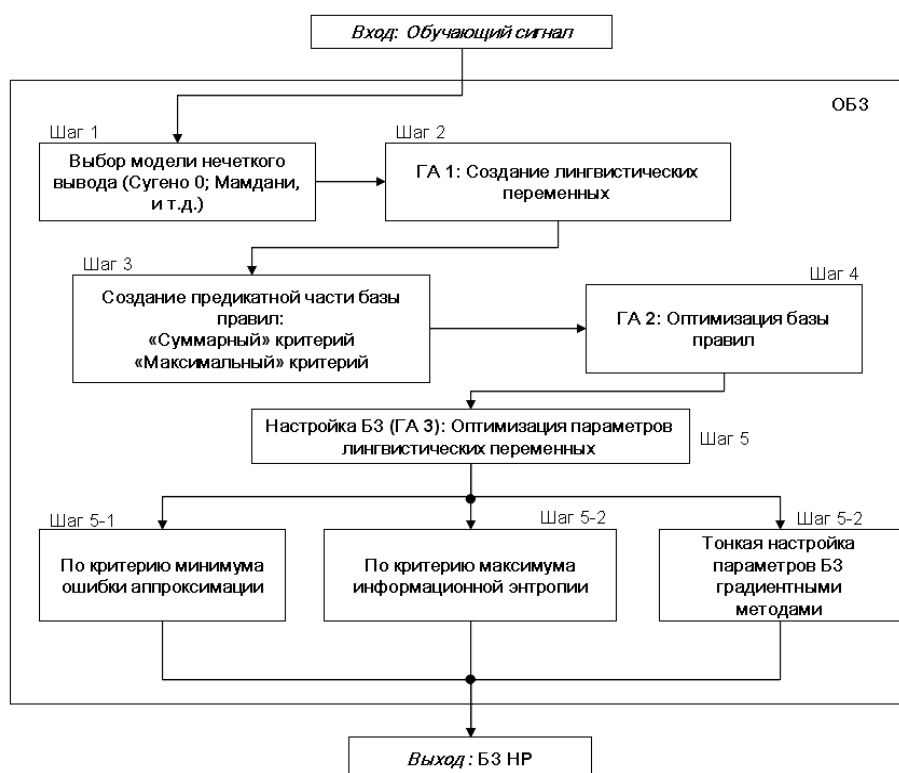 Вход: Обучающий сигнал
ОБЗ
Шаг 1
Шаг 2
Выбор модели нечеткого
вывода (Сугено 0; Мамдани,
и т.д.)
ГА 1: Создание лингвистических
переменных
Шаг 3
Шаг 4
Создание предикатной части базы
правил:
«Суммарный» критерий
«Максимальный» критерий
ГА 2: Оптимизация базы
правил
Настройка БЗ (ГА 3): Оптимизация параметров
лингвистических переменных
Шаг 5
Шаг 5-1
Шаг 5-2
Шаг 5-2
По критерию минимума
ошибки аппроксимации
По критерию максимума
информационной энтропии
Тонкая настройка
параметров БЗ
градиентными
методами
Выход: БЗ НР